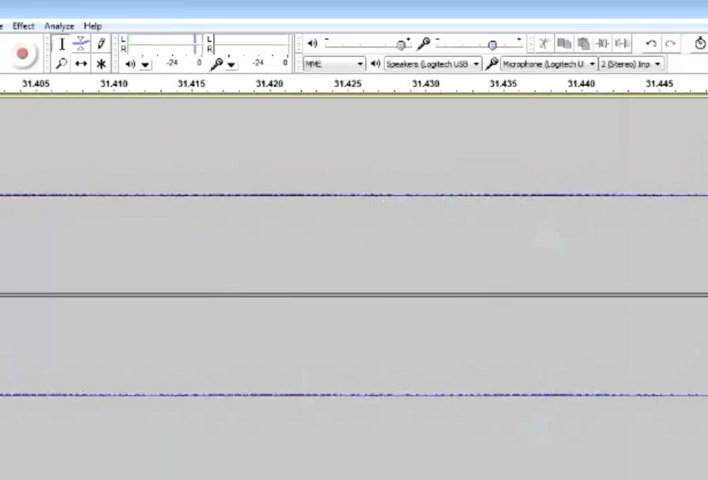 Effect Analyze Help
L
R
L
R
-24 0 -24 0
MME Speakers (Logitech USB Microphone (Logitech U: 2 (Stereo) Inp
31.405 31.410 31.415 31.420 31.425 31.430 31.435 31.440 31.445